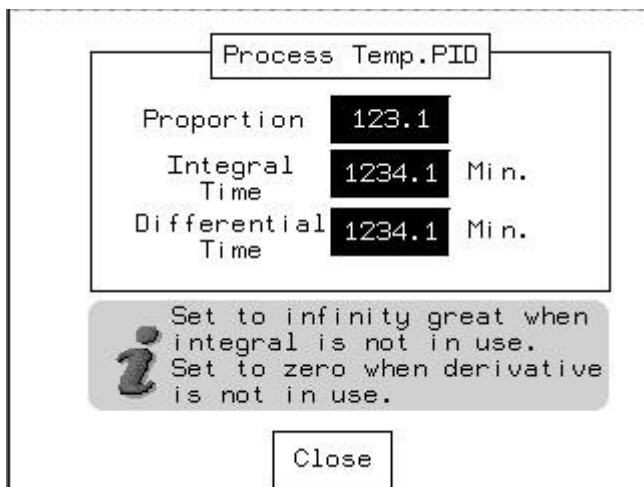 Process Temp.PID
Proportion 123.1
Integral
Time 1234.1 Min.
Differential
Time 1234.1 Min.
Set to infinity great when
integral is not in use.
Set to zero when derivative
is not in use.
Close